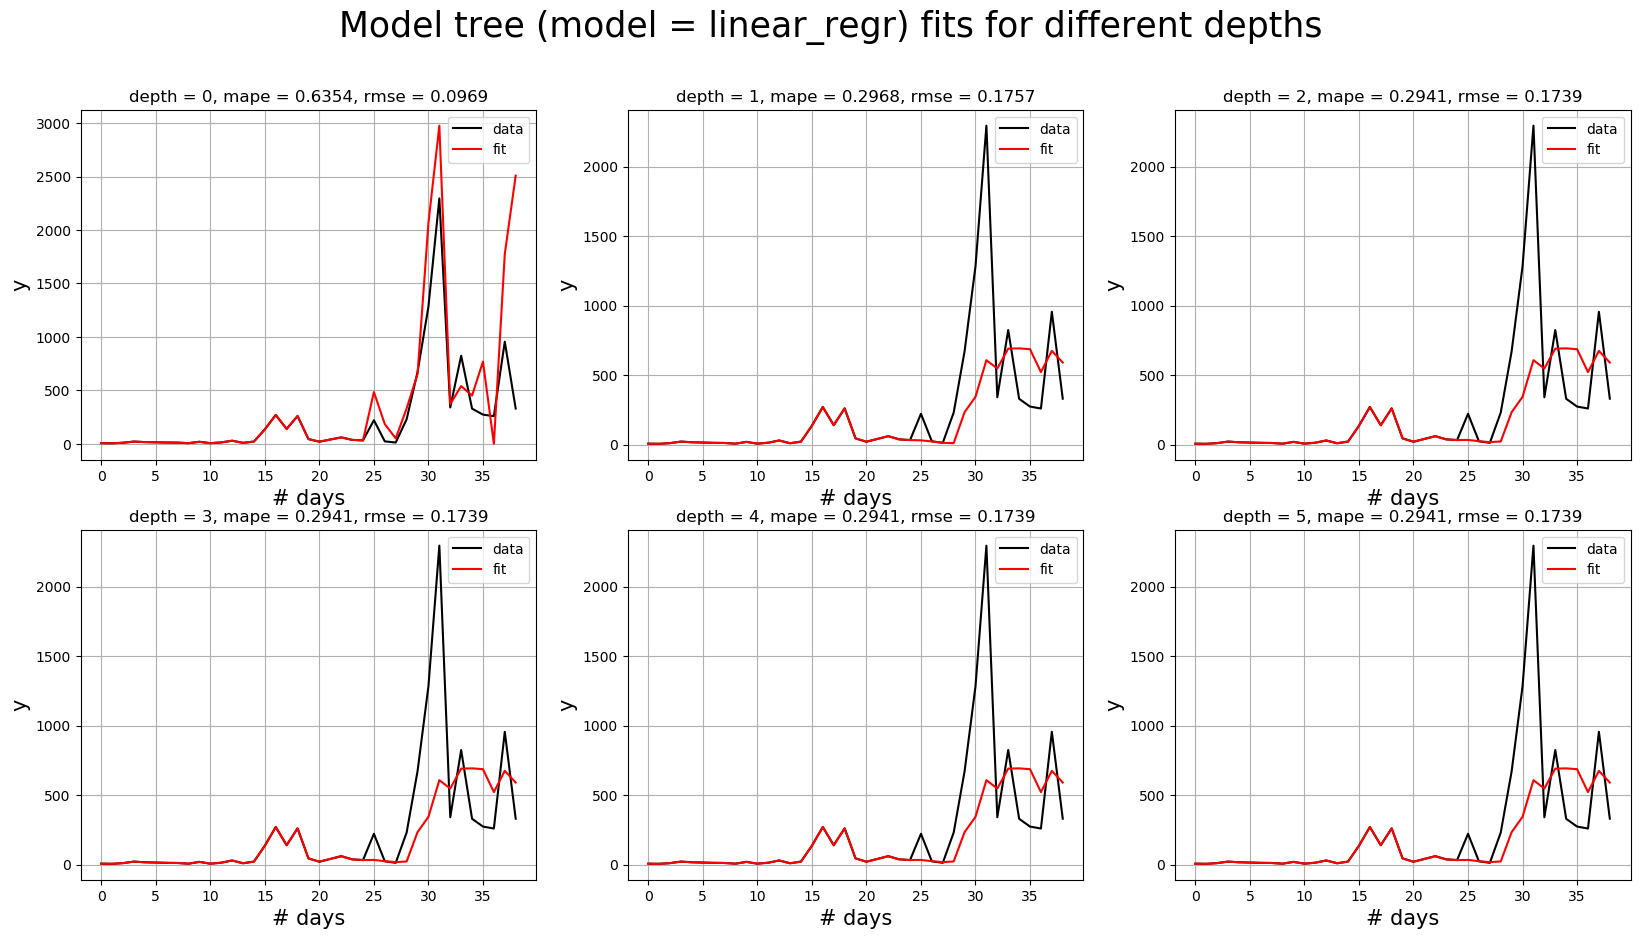 Model tree (model = linear_regr) fits for different depths
depth = 0, mape = 0.6354, rmse = 0.0969
3000
2500
2000
1500
1000
500
0
y
data
fit
0 5 10 15 20 25 30 35
# days
depth = 1, mape = 0.2968, rmse = 0.1757
2000
1500
1000
500
0
y
data
fit
0 5 10 15 20 25 30 35
# days
depth = 2, mape = 0.2941, rmse = 0.1739
2000
1500
1000
500
0
y
data
fit
0 5 10 15 20 25 30 35
# days
depth = 3, mape = 0.2941, rmse = 0.1739
2000
1500
1000
500
0
y
data
fit
0 5 10 15 20 25 30 35
# days
depth = 4, mape = 0.2941, rmse = 0.1739
2000
1500
1000
500
0
y
data
fit
0 5 10 15 20 25 30 35
# days
depth = 5, mape = 0.2941, rmse = 0.1739
2000
1500
1000
500
0
y
data
fit
0 5 10 15 20 25 30 35
# days